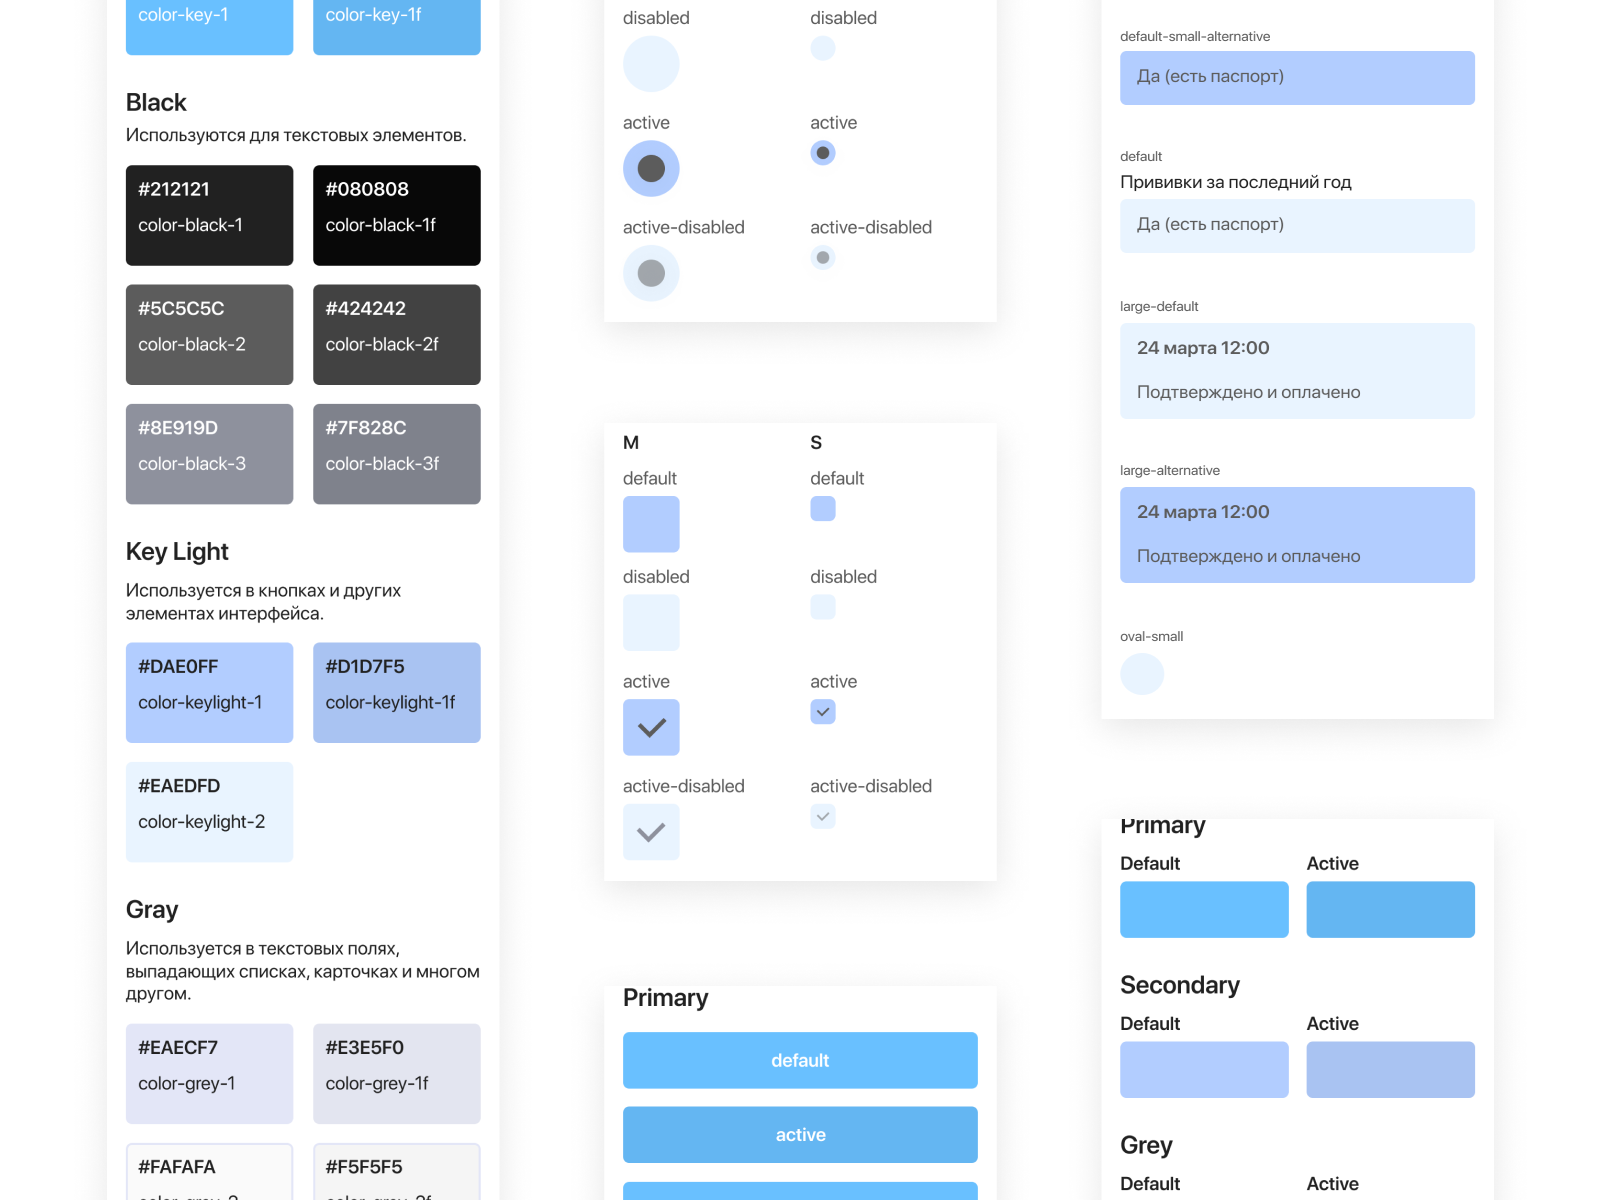 color-key-1
color-key-1f
Black
Используются для текстовых элементов.
#212121
color-black-1
#080808
color-black-1f
#5C5C5C
color-black-2
#424242
color-black-2f
#8E919D
color-black-3
#7F828C
color-black-3f
Key Light
Используется в кнопках и других
элементах интерфейса.
#DAE0FF
color-keylight-1
#D1D7F5
color-keylight-1f
#EAEDFD
color-keylight-2
Gray
Используется в текстовых полях,
выпадающих списках, карточках и многом
другом.
#EAECF7
color-grey-1
#E3E5F0
color-grey-1f
#FAFAFA
color-grey-2
#F5F5F5
color-grey-2f
disabled
disabled
active
active
active-disabled
active-disabled
M
S
default
default
disabled
disabled
active
active
active-disabled
active-disabled
Primary
default
active
default-small-alternative
Да (есть паспорт)
default
Прививки за последний год
Да (есть паспорт)
large-default
24 марта 12:00
Подтверждено и оплачено
large-alternative
24 марта 12:00
Подтверждено и оплачено
oval-small
Primary
Default
Active
Secondary
Default
Active
Grey
Default
Active